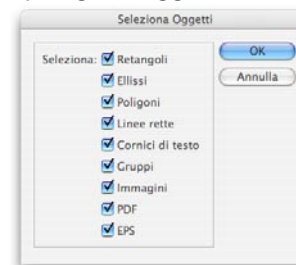 Seleziona Oggetti
Seleziona: Retangoli
Ellissi
Poligoni
Linee rette
Cornici di testo
Gruppi
Immagini
PDF
EPS
OK
Annulla